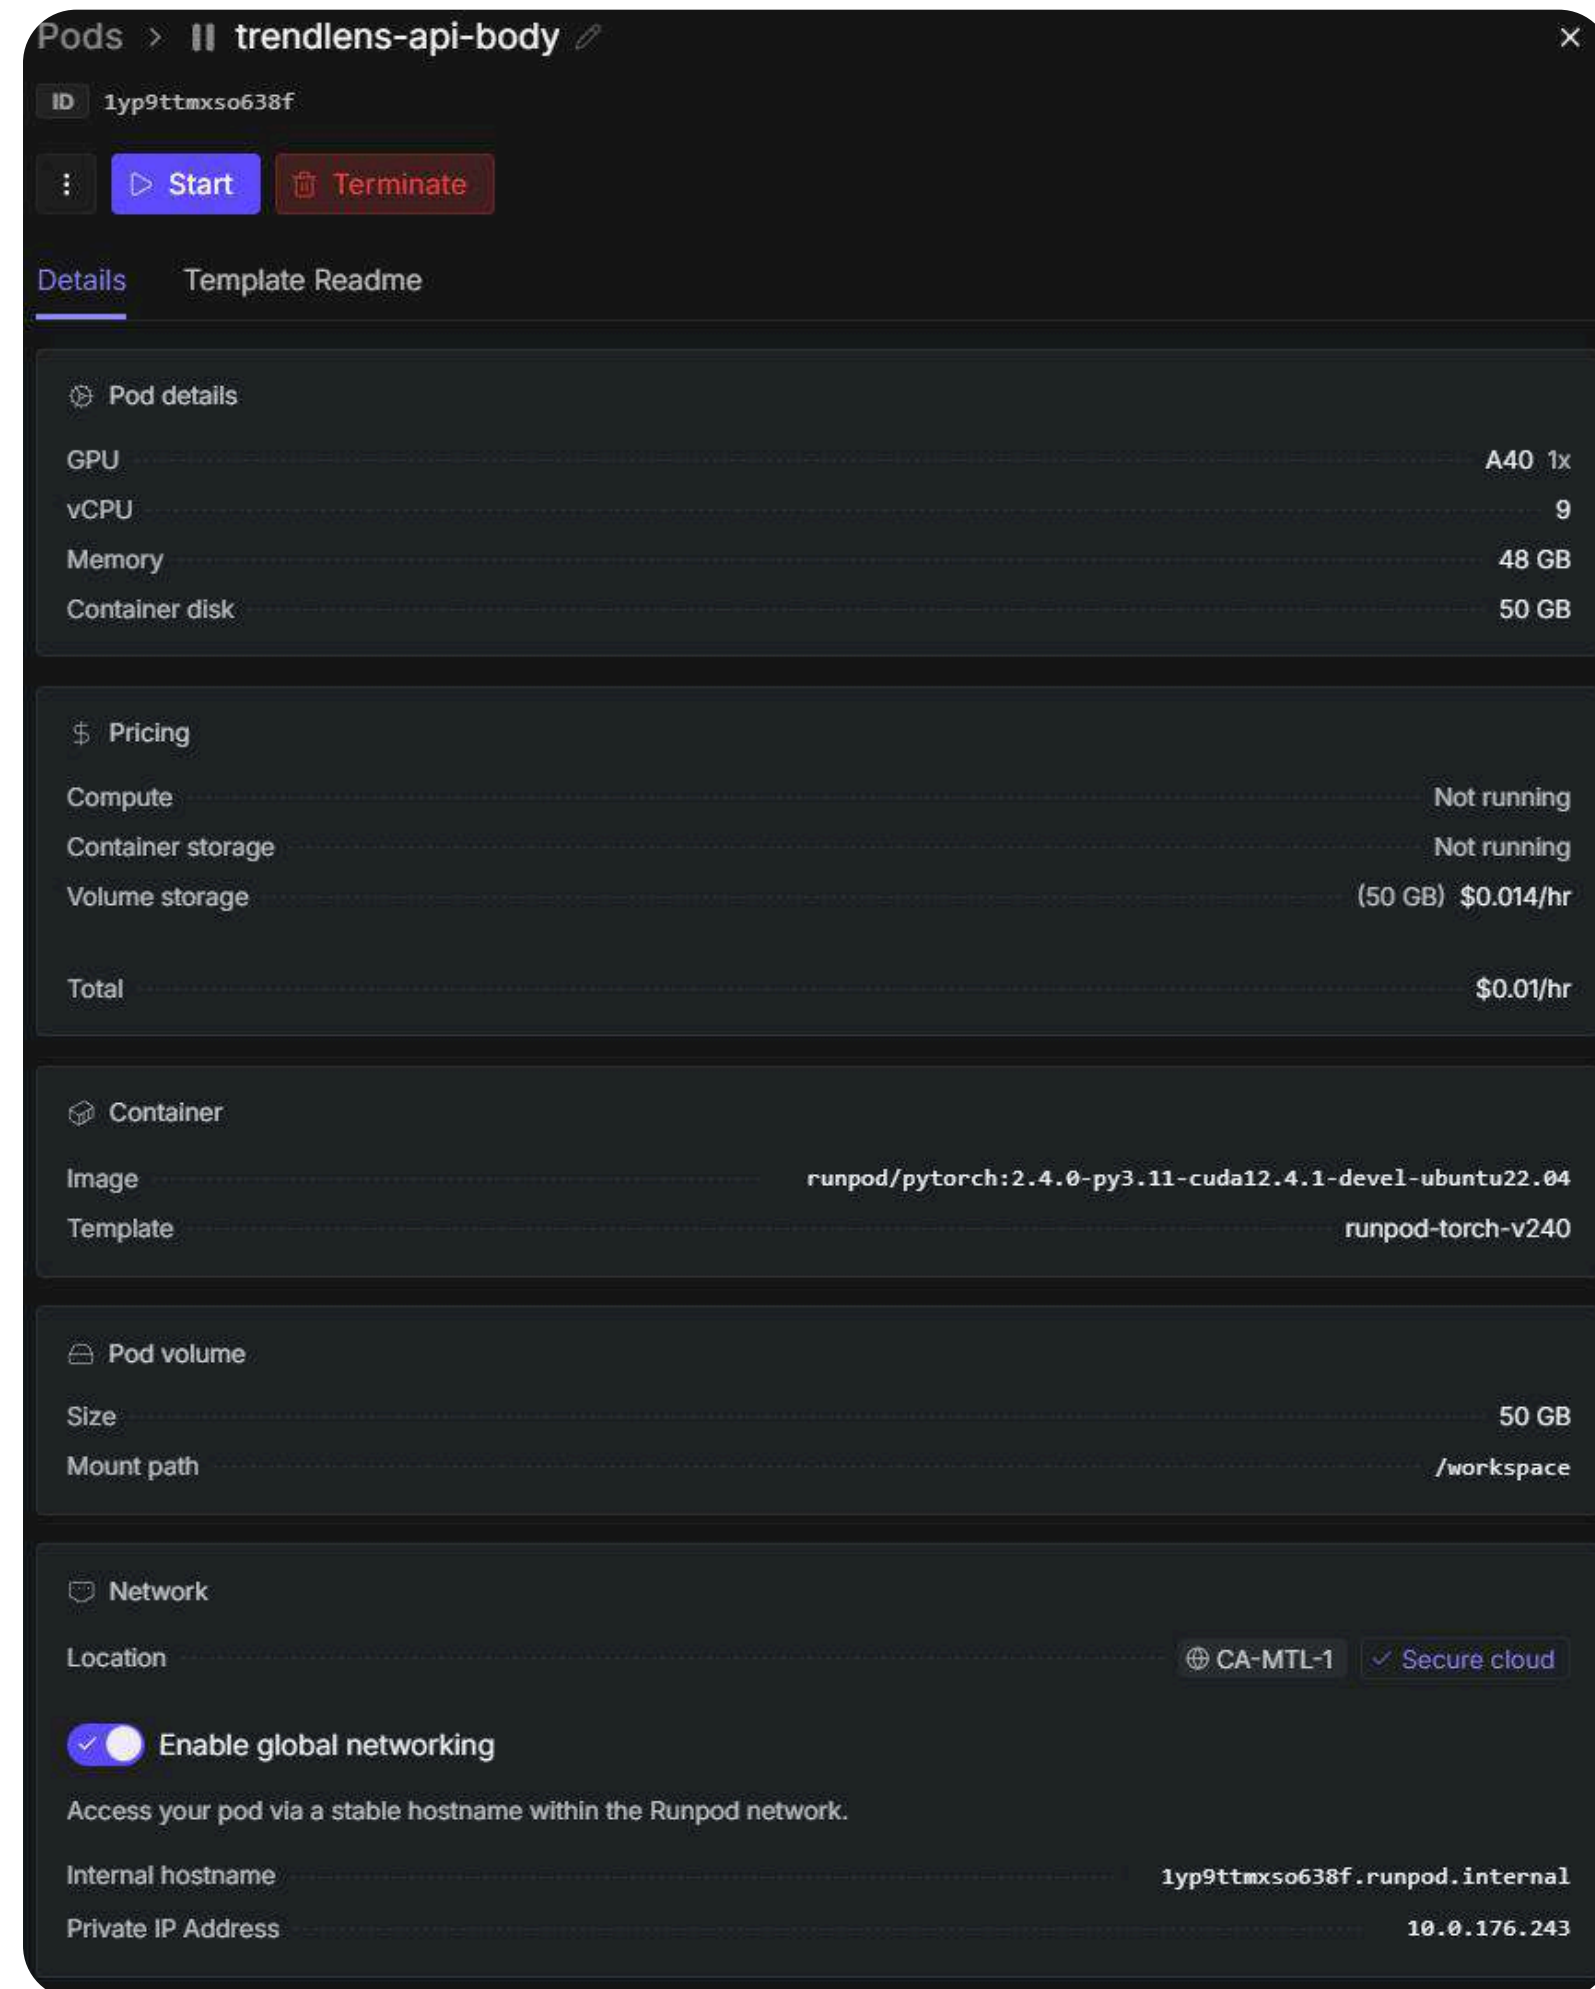 Pods > trendlens-api-body
ID 1yp9ttmxso638f
Start Terminate
Details Template Readme
Pod details
GPU A40 1x
vCPU 9
Memory 48 GB
Container disk 50 GB
$ Pricing
Compute Not running
Container storage Not running
Volume storage (50 GB) $0.014/hr
Total $0.01/hr
Container
Image runpod/pytorch:2.4.0-py3.11-cuda12.4.1-devel-ubuntu22.04
Template runpod-torch-v240
Pod volume
Size 50 GB
Mount path /workspace
Network
Location CA-MTL-1 Secure cloud
Enable global networking
Access your pod via a stable hostname within the Runpod network.
Internal hostname 1yp9ttmxso638f.runpod.internal
Private IP Address 10.0.176.243